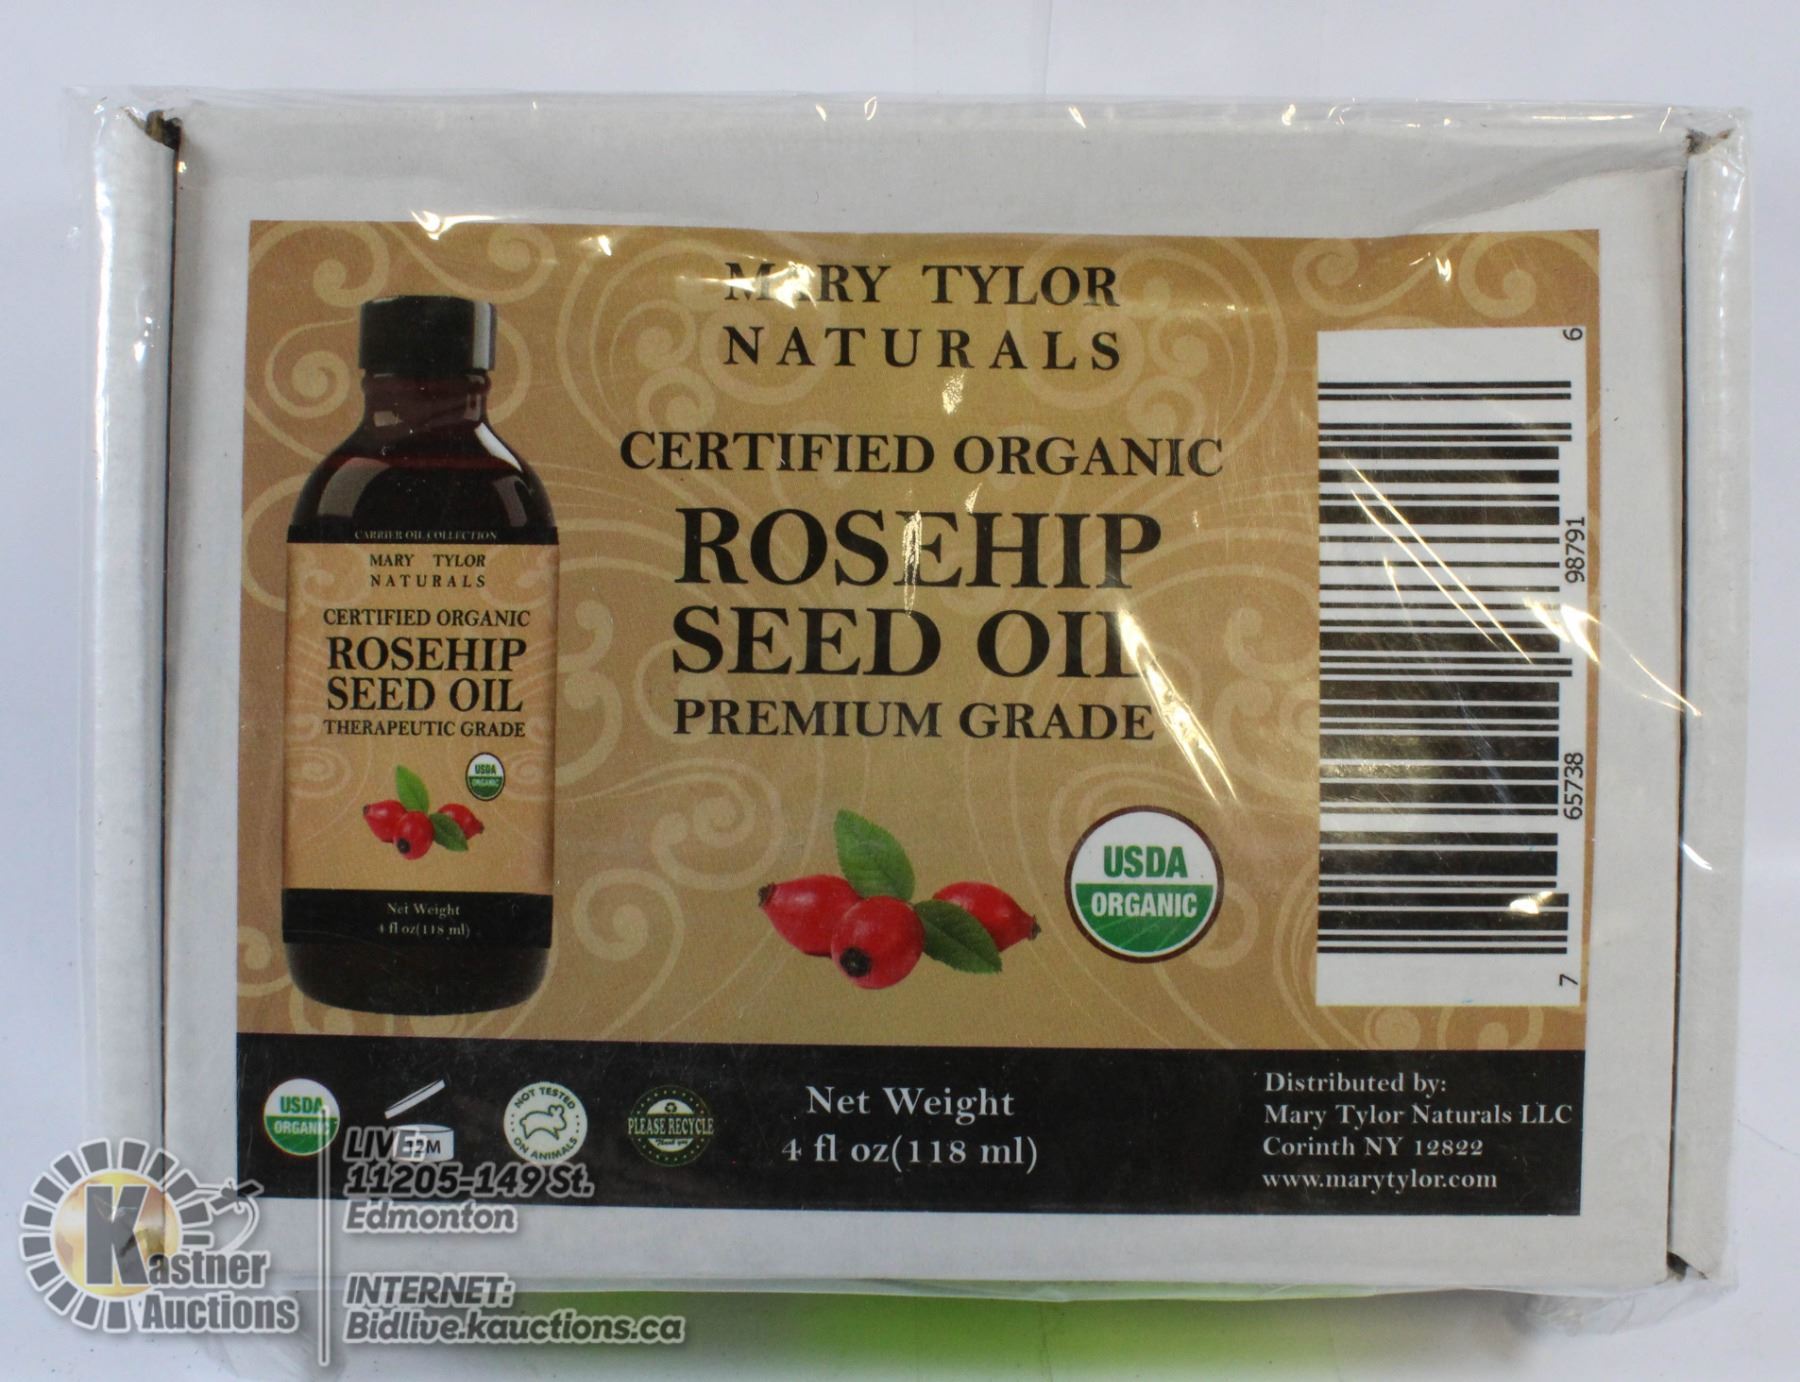 MARY TYLOR
NATURALS
CERTIFIED ORGANIC
ROSEHIP
SEED OIL
PREMIUM GRADE
USDA
ORGANIC
CARRIER OIL COLLECTION
MARY TYLOR
NATURALS
CERTIFIED ORGANIC
ROSEHIP
SEED OIL
THERAPEUTIC GRADE
USDA
ORGANIC
Net Weight
4 fl oz(118 ml)
7 65738 98791 6
USDA
ORGANIC
12M
NOT TESTED
ON ANIMALS
PLEASE RECYCLE
Thank you
Net Weight
4 fl oz(118 ml)
Distributed by:
Mary Tylor Naturals LLC
Corinth NY 12822
www.marytylor.com
Kastner
Auctions
LIVE:
11205-149 St.
Edmonton
INTERNET:
Bidlive.kauctions.ca